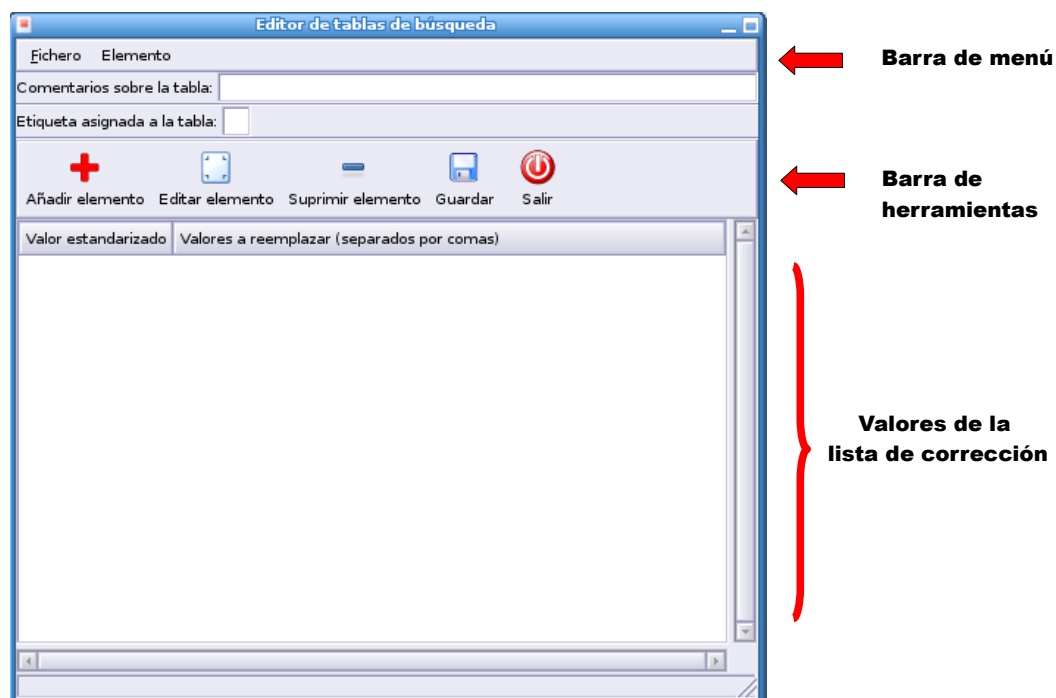 Editor de tablas de búsqueda
Fichero Elemento
Barra de menú
Comentarios sobre la tabla:
Etiqueta asignada a la tabla:
Añadir elemento Editar elemento Suprimir elemento Guardar Salir
Barra de
herramientas
Valor estandarizado Valores a reemplazar (separados por comas)
Valores de la
lista de corrección